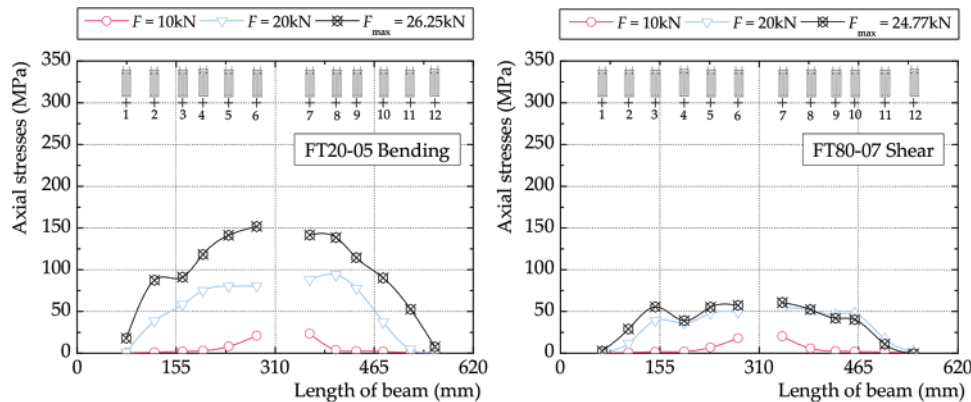 F = 10kN F = 20kN Fmax = 26.25kN
350
300
250
200
150
100
50
0
Axial stresses (MPa)
1 2 3 4 5 6 7 8 9 10 11 12
FT20-05 Bending
0 155 310 465 620
Length of beam (mm)
F = 10kN F = 20kN Fmax = 24.77kN
350
300
250
200
150
100
50
0
Axial stresses (MPa)
1 2 3 4 5 6 7 8 9 10 11 12
FT80-07 Shear
0 155 310 465 620
Length of beam (mm)